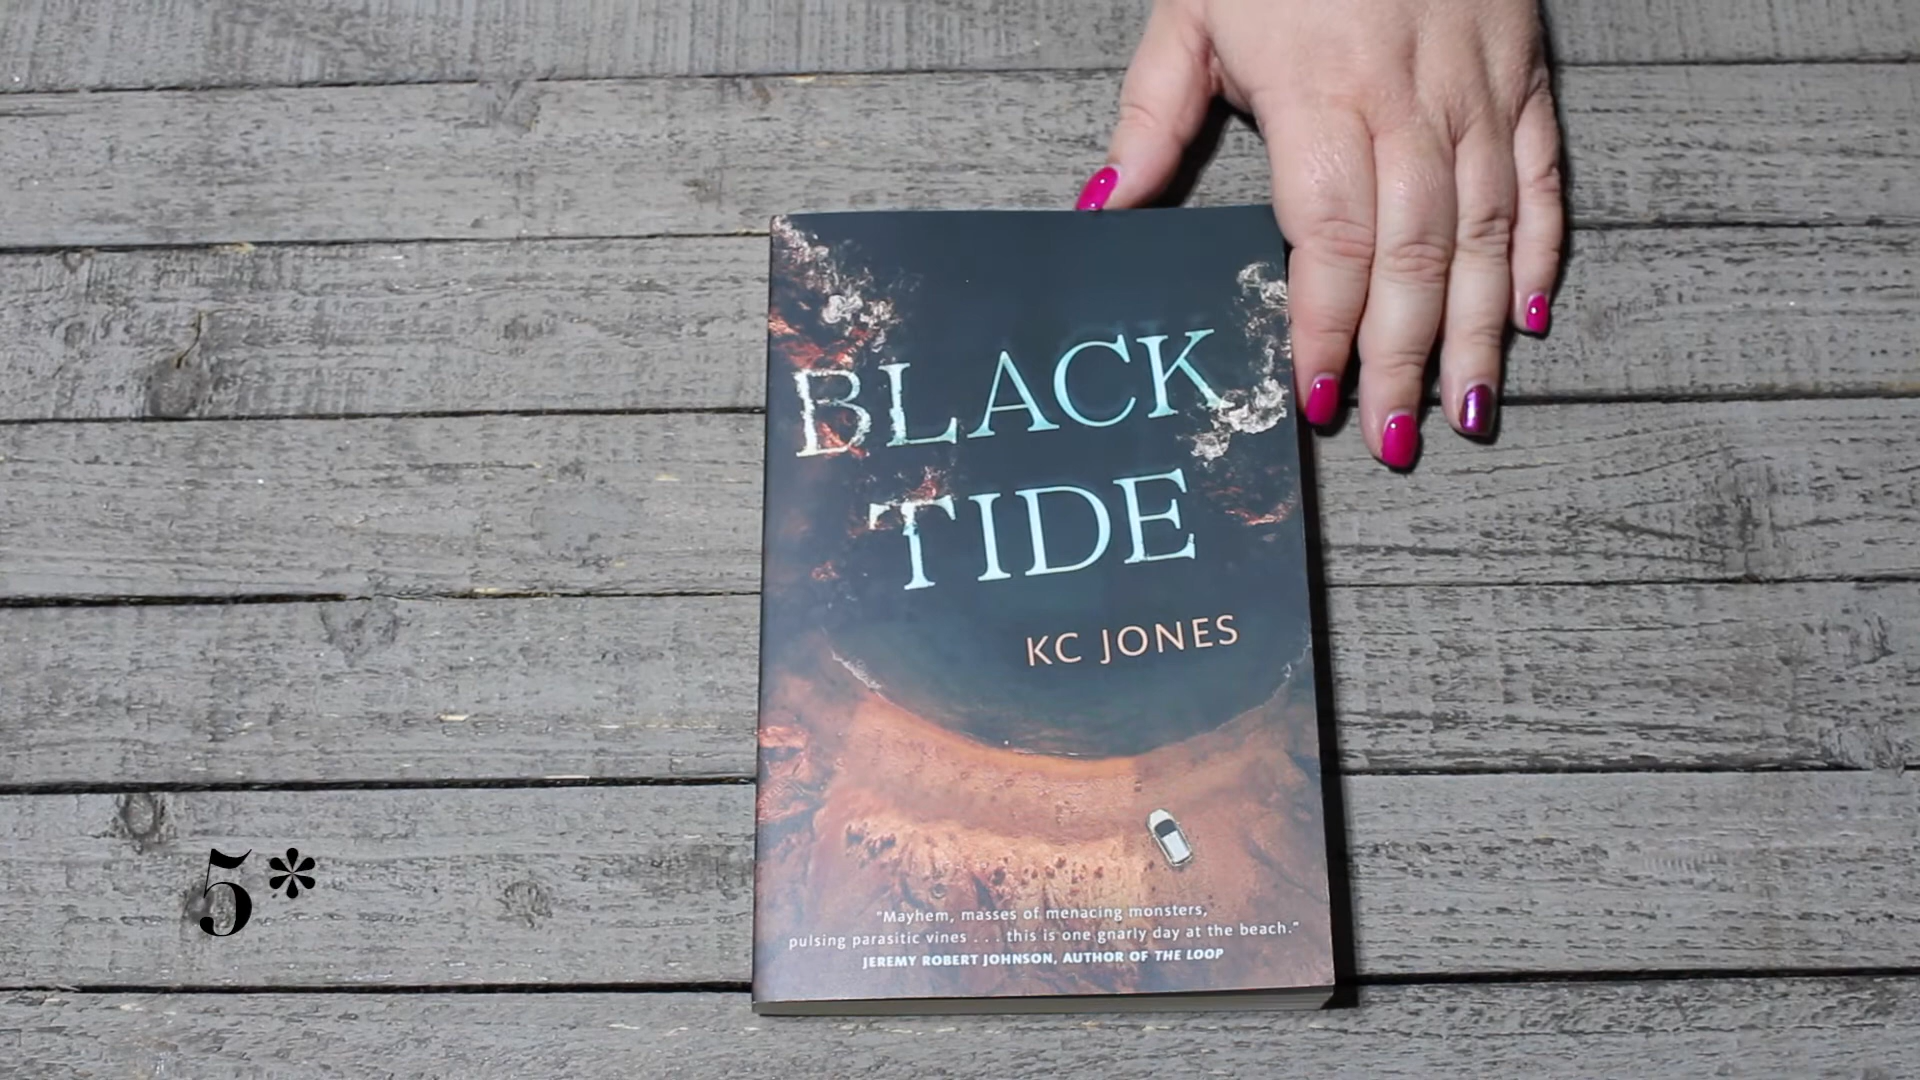 BLACK
TIDE
KC JONES
"Mayhem, masses of menacing monsters,
pulsing parasitic vines . . . this is one gnarly day at the beach."
JEREMY ROBERT JOHNSON, AUTHOR OF THE LOOP
5*